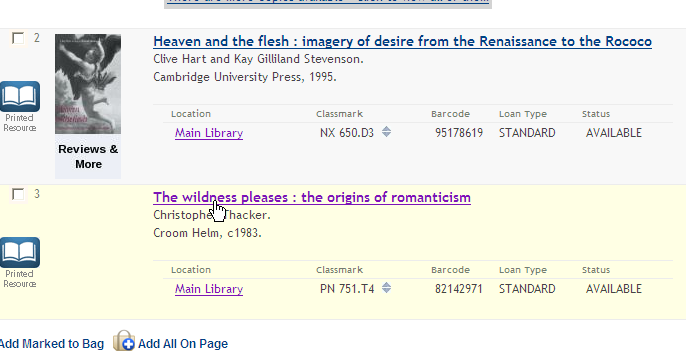 2
Heaven and the flesh : imagery of desire from the Renaissance to the Rococo
Clive Hart and Kay Gilliland Stevenson.
Cambridge University Press, 1995.
Printed
Resource
Reviews &
More
Location Classmark Barcode Loan Type Status
Main Library NX 650.D3 95178619 STANDARD AVAILABLE
3
The wildness pleases : the origins of romanticism
Christopher Thacker.
Croom Helm, c1983.
Printed
Resource
Location Classmark Barcode Loan Type Status
Main Library PN 751.T4 82142971 STANDARD AVAILABLE
Add Marked to Bag Add All On Page